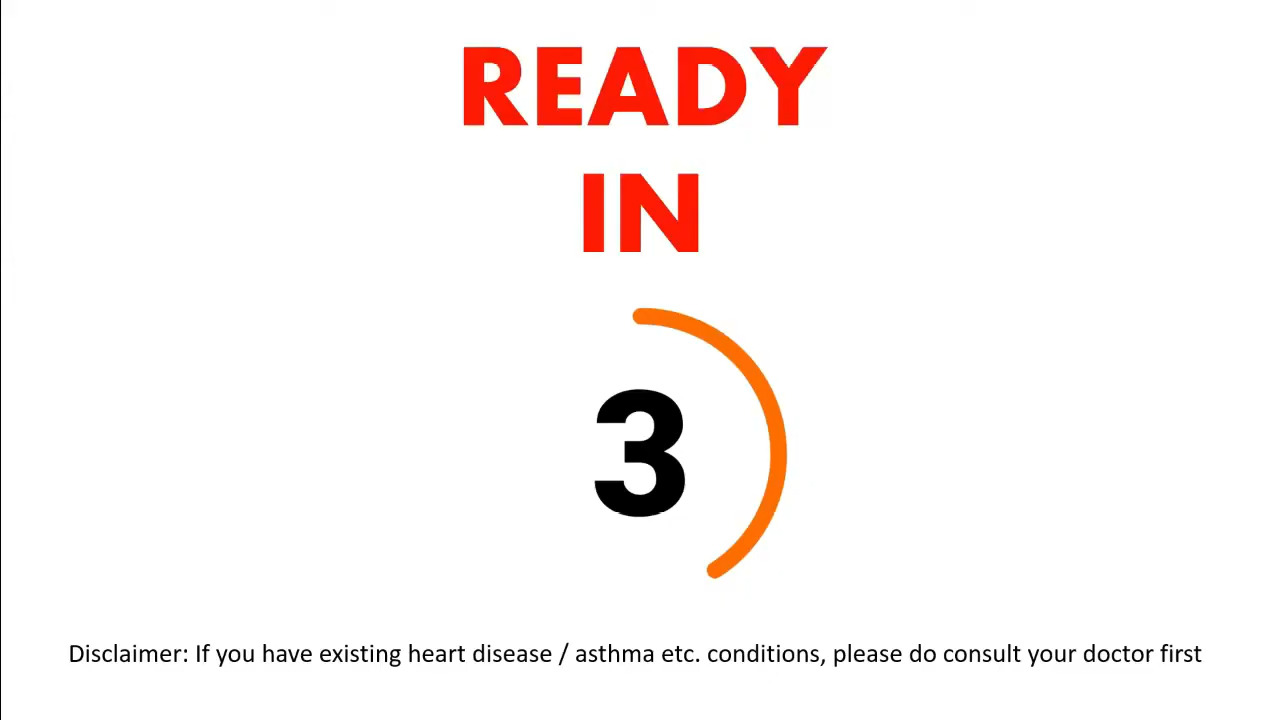 READY
IN
3
Disclaimer: If you have existing heart disease / asthma etc. conditions, please do consult your doctor first